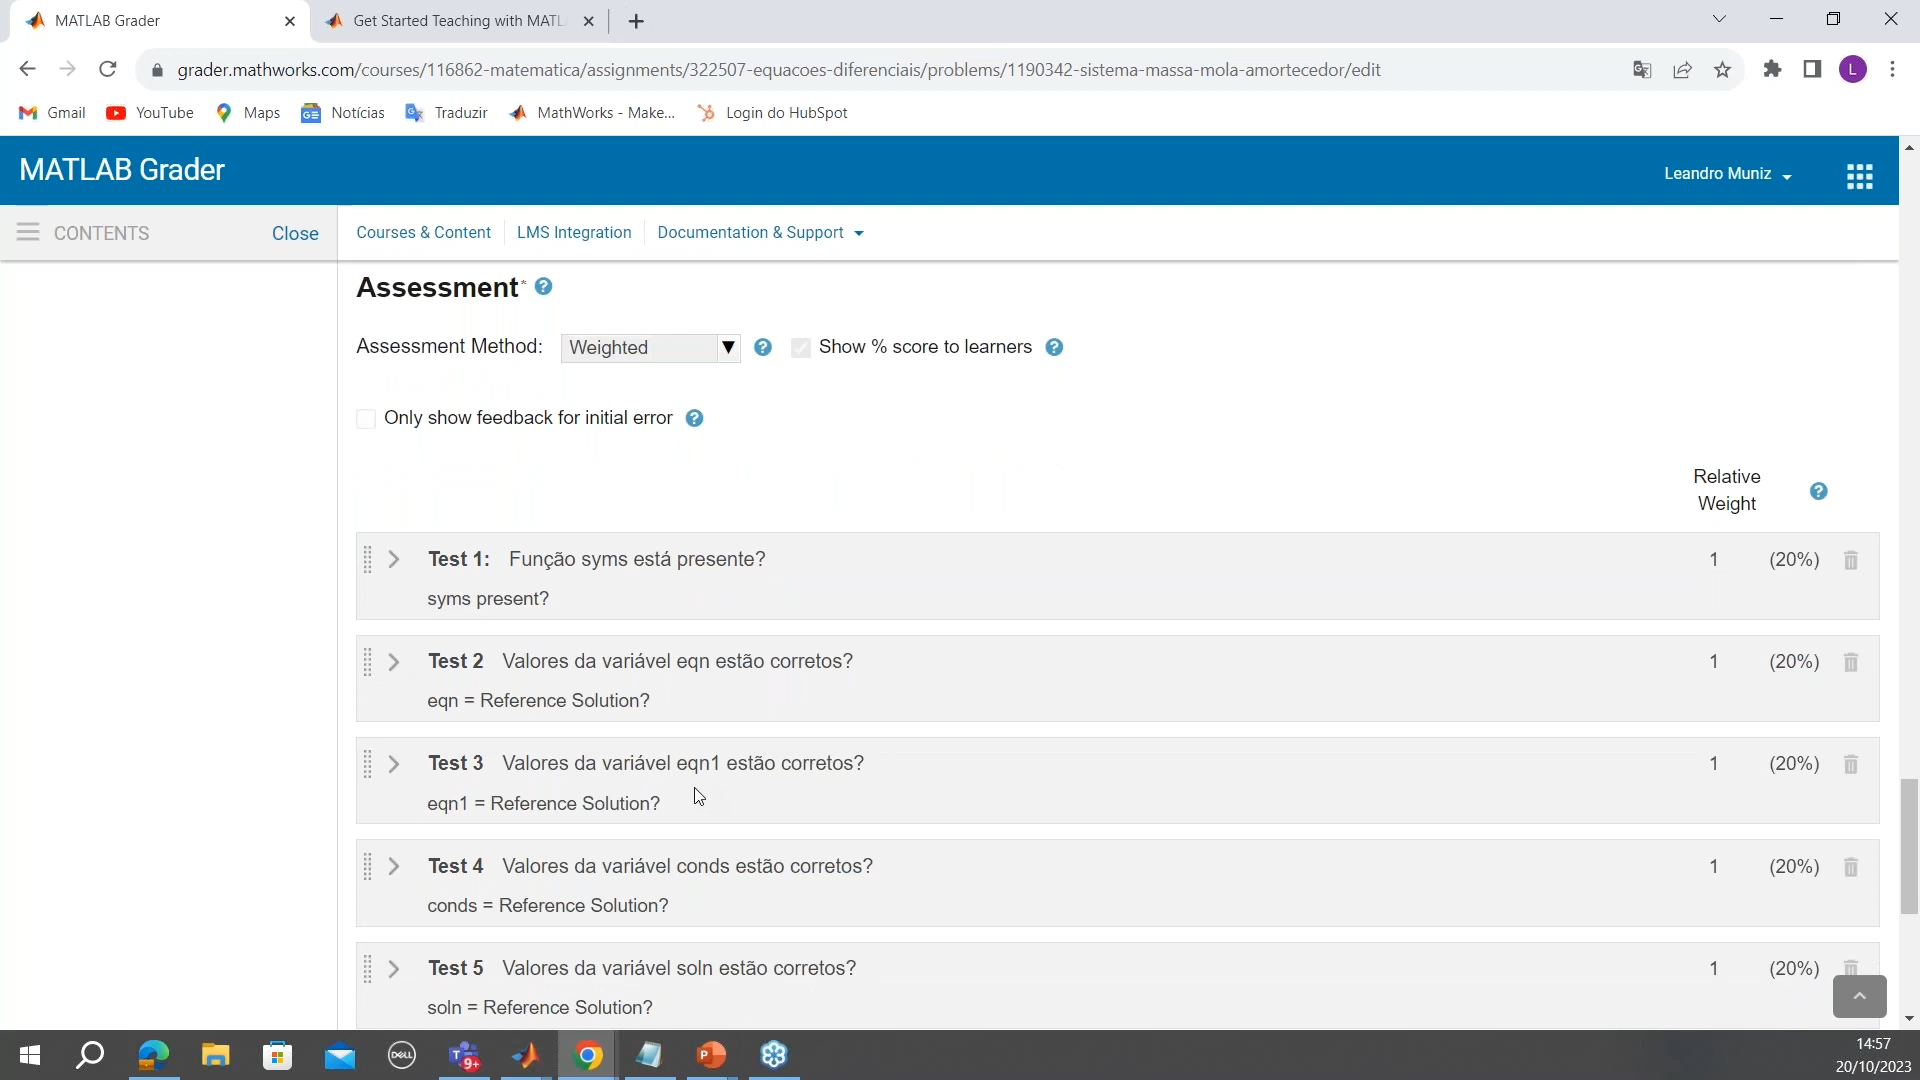 MATLAB Grader
Get Started Teaching with MATL
grader.mathworks.com/courses/116862-matematica/assignments/322507-equacoes-diferenciais/problems/1190342-sistema-massa-mola-amortecedor/edit
L
Gmail
YouTube
Maps
Notícias
Traduzir
MathWorks - Make...
Login do HubSpot
MATLAB Grader
Leandro Muniz
CONTENTS
Close
Courses & Content
LMS Integration
Documentation & Support
Assessment*
Assessment Method: Weighted
Show % score to learners
Only show feedback for initial error
Relative
Weight
Test 1: Função syms está presente? 1 (20%)
syms present?
Test 2 Valores da variável eqn estão corretos? 1 (20%)
eqn = Reference Solution?
Test 3 Valores da variável eqn1 estão corretos? 1 (20%)
eqn1 = Reference Solution?
Test 4 Valores da variável conds estão corretos? 1 (20%)
conds = Reference Solution?
Test 5 Valores da variável soln estão corretos? 1 (20%)
soln = Reference Solution?
DELL
9+
14:57
20/10/2023